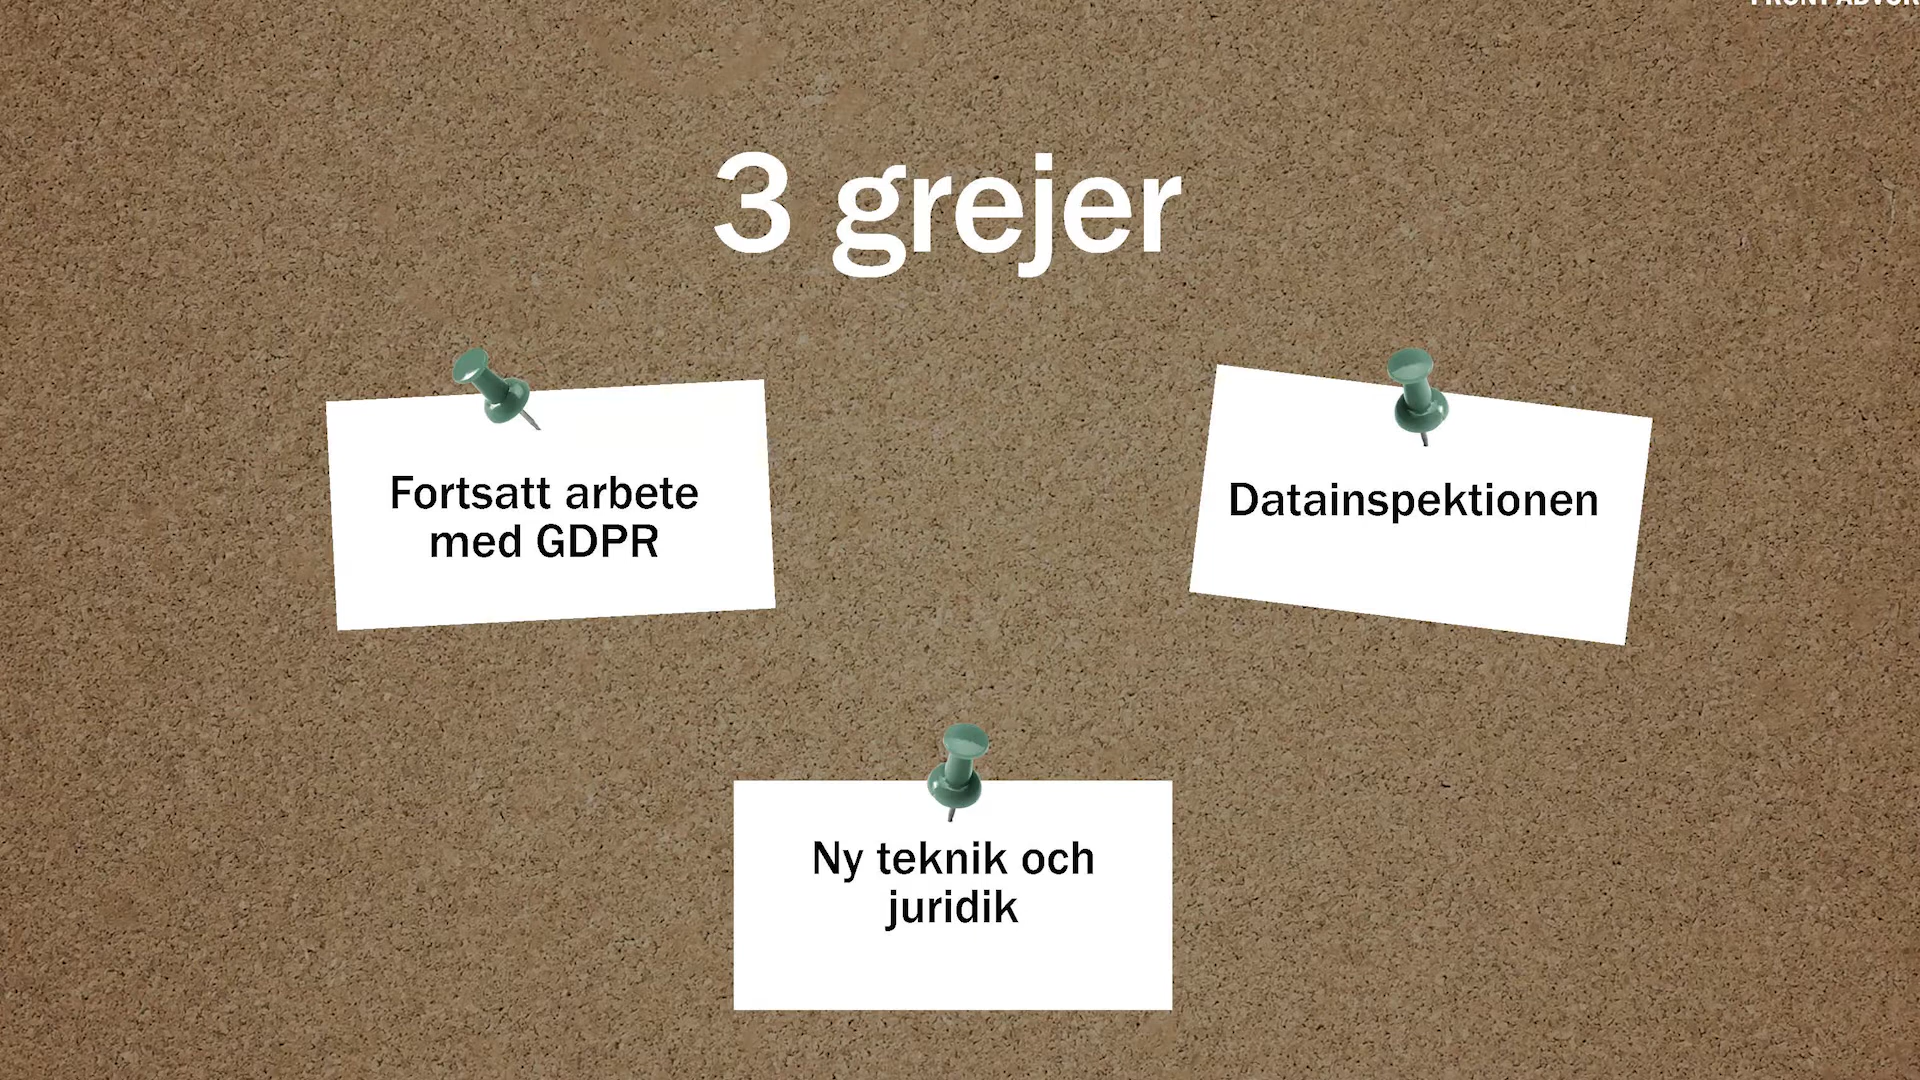 3 grejer
Fortsatt arbete
med GDPR
Datainspektionen
Ny teknik och
juridik